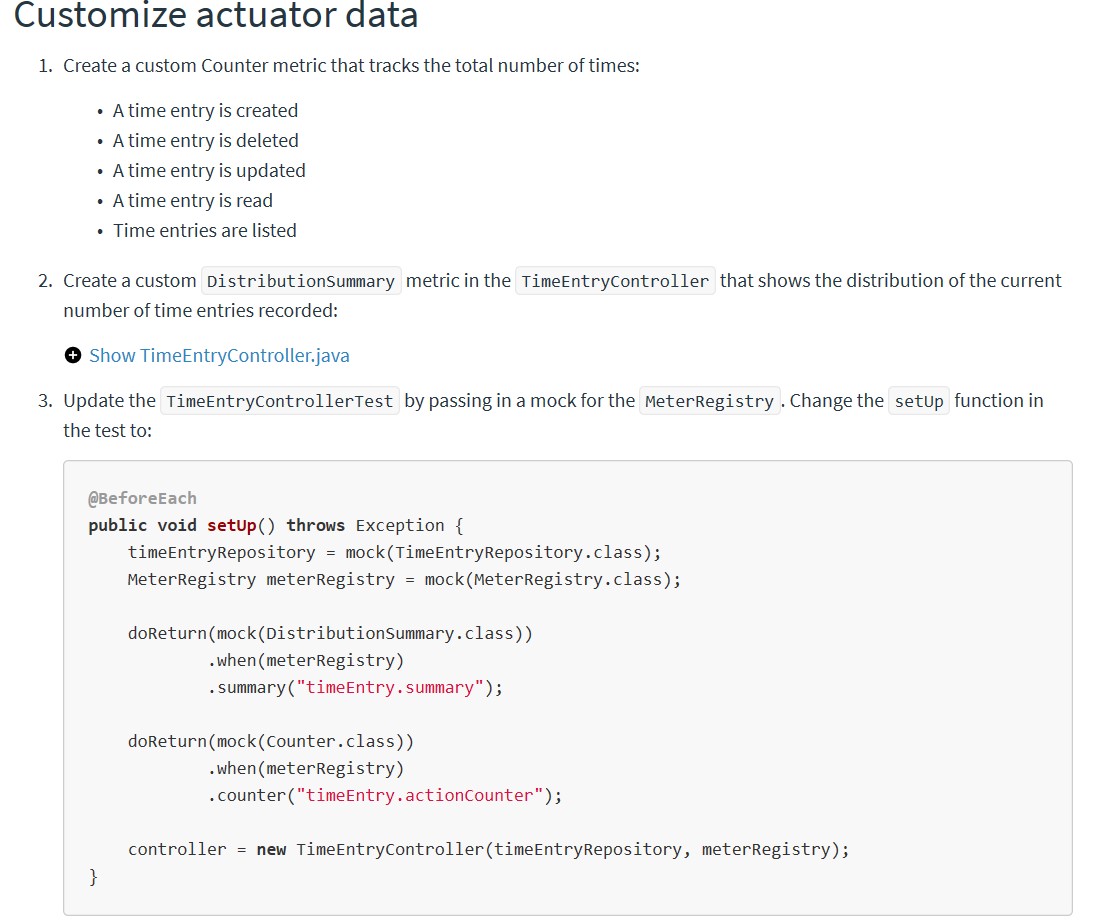 Customize actuator data
1. Create a custom Counter metric that tracks the total number of times:
• A time entry is created
• A time entry is deleted
• A time entry is updated
• A time entry is read
• Time entries are listed
2. Create a custom DistributionSummary metric in the TimeEntryController that shows the distribution of the current
number of time entries recorded:
Show TimeEntryController.java
3. Update the TimeEntryControllerTest by passing in a mock for the MeterRegistry. Change the setUp function in
the test to:
@BeforeEach
public void setUp() throws Exception {
    timeEntryRepository = mock(TimeEntryRepository.class);
    MeterRegistry meterRegistry = mock(MeterRegistry.class);
    doReturn(mock(DistributionSummary.class))
            .when(meterRegistry)
            .summary("timeEntry.summary");
    doReturn(mock(Counter.class))
            .when(meterRegistry)
            .counter("timeEntry.actionCounter");
    controller = new TimeEntryController(timeEntryRepository, meterRegistry);
}